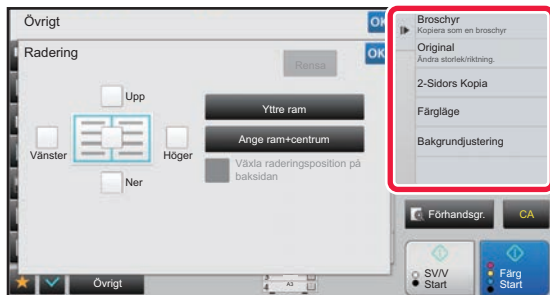 Övrigt
OK
Radering
OK
Rensa
Upp
Vänster
Höger
Ner
Yttre ram
Ange ram+centrum
Växla raderingsposition på
baksidan
Övrigt
A3
4
Broschyr
Kopiera som en broschyr
Original
Ändra storlek/riktning.
2-Sidors Kopia
Färgläge
Bakgrundjustering
Förhandsgr.
CA
SV/V
Start
Färg
Start